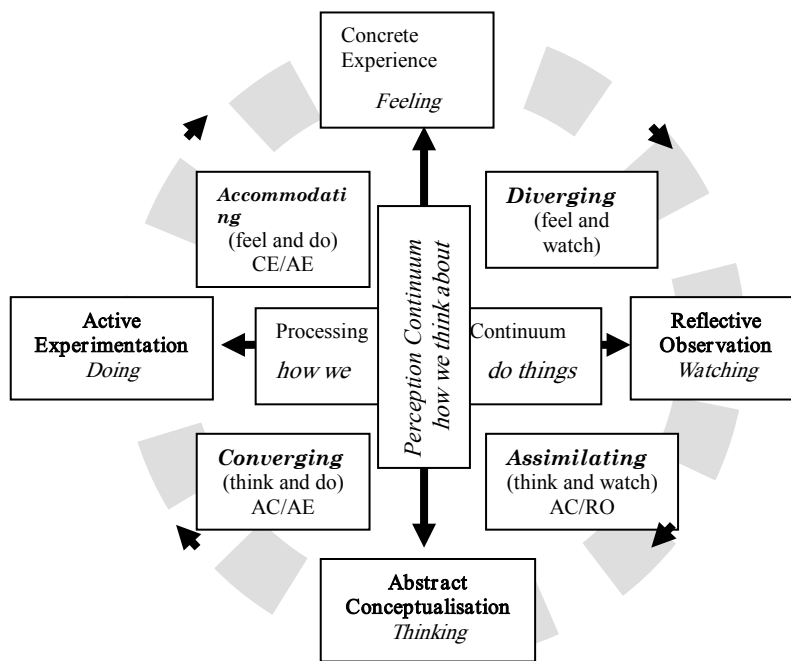 Concrete
Experience
Feeling
Accommodati
ng
(feel and do)
CE/AE
Diverging
(feel and
watch)
Perception Continuum
how we think about
Active
Experimentation
Doing
Processing
how we
Continuum
do things
Reflective
Observation
Watching
Converging
(think and do)
AC/AE
Assimilating
(think and watch)
AC/RO
Abstract
Conceptualisation
Thinking